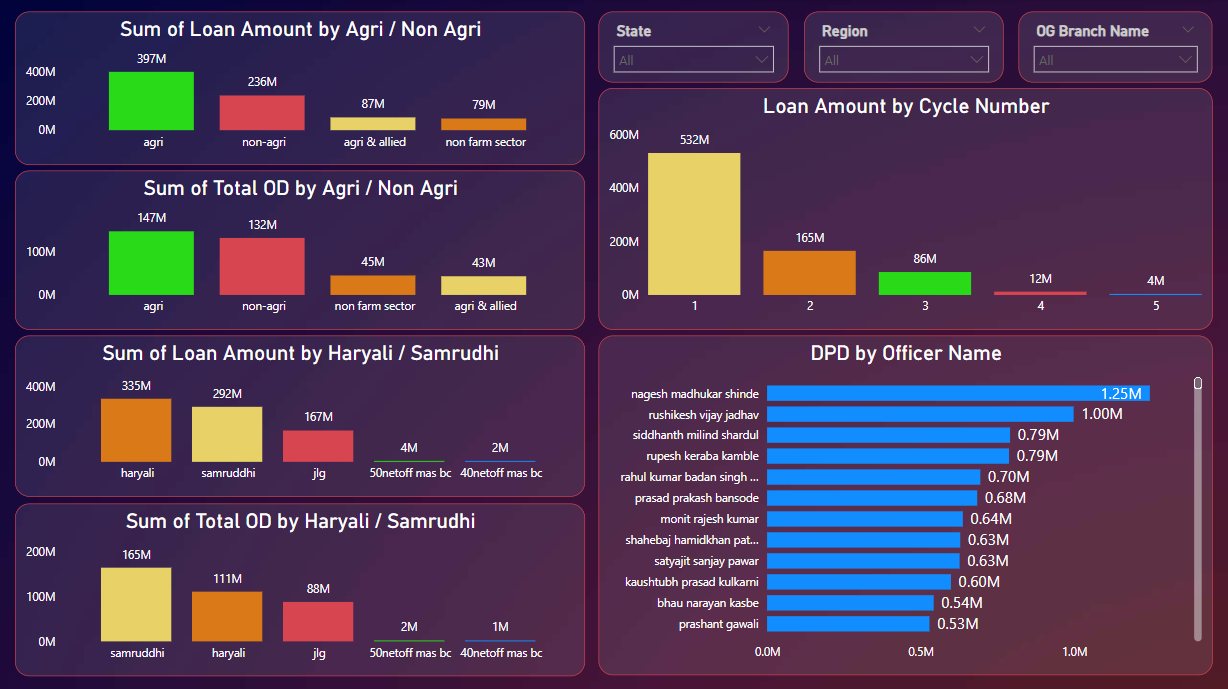 Sum of Loan Amount by Agri / Non Agri
400M
200M
0M
397M
236M
87M
79M
agri
non-agri
agri & allied
non farm sector
Sum of Total OD by Agri / Non Agri
100M
0M
147M
132M
45M
43M
agri
non-agri
non farm sector
agri & allied
Sum of Loan Amount by Haryali / Samrudhi
400M
200M
0M
335M
292M
167M
4M
2M
haryali
samruddhi
jlg
50netoff mas bc
40netoff mas bc
Sum of Total OD by Haryali / Samrudhi
200M
100M
0M
165M
111M
88M
2M
1M
samruddhi
haryali
jlg
50netoff mas bc
40netoff mas bc
State
All
Region
All
OG Branch Name
All
Loan Amount by Cycle Number
600M
400M
200M
0M
532M
165M
86M
12M
4M
1
2
3
4
5
DPD by Officer Name
nagesh madhukar shinde 1.25M
rushikesh vijay jadhav 1.00M
siddhanth milind shardul 0.79M
rupesh keraba kamble 0.79M
rahul kumar badan singh ... 0.70M
prasad prakash bansode 0.68M
monit rajesh kumar 0.64M
shahebaj hamidkhan pat... 0.63M
satyajit sanjay pawar 0.63M
kaushtubh prasad kulkarni 0.60M
bhau narayan kasbe 0.54M
prashant gawali 0.53M
0.0M
0.5M
1.0M